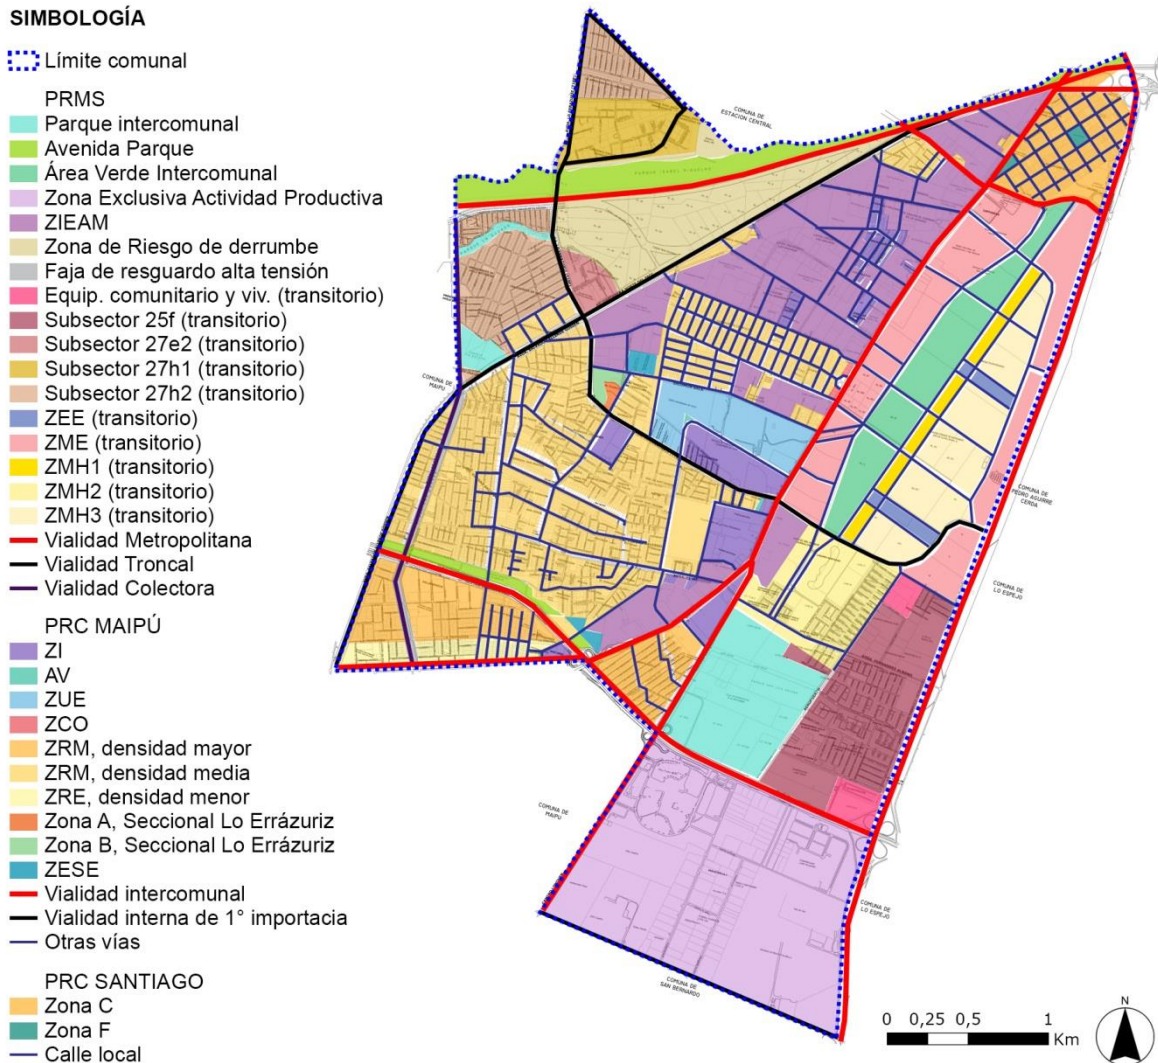 SIMBOLOGÍA
Límite comunal
PRMS
Parque intercomunal
Avenida Parque
Área Verde Intercomunal
Zona Exclusiva Actividad Productiva
ZIEAM
Zona de Riesgo de derrumbe
Faja de resguardo alta tensión
Equip. comunitario y viv. (transitorio)
Subsector 25f (transitorio)
Subsector 27e2 (transitorio)
Subsector 27h1 (transitorio)
Subsector 27h2 (transitorio)
ZEE (transitorio)
ZME (transitorio)
ZMH1 (transitorio)
ZMH2 (transitorio)
ZMH3 (transitorio)
Vialidad Metropolitana
Vialidad Troncal
Vialidad Colectora
PRC MAIPÚ
ZI
AV
ZUE
ZCO
ZRM, densidad mayor
ZRM, densidad media
ZRE, densidad menor
Zona A, Seccional Lo Errázuriz
Zona B, Seccional Lo Errázuriz
ZESE
Vialidad intercomunal
Vialidad interna de 1° importacia
Otras vías
PRC SANTIAGO
Zona C
Zona F
Calle local
COMUNA DE
ESTACION CENTRAL
COMUNA DE
MAIPU
COMUNA DE
PEDRO AGUIRRE
CERDA
COMUNA DE
LO ESPEJO
COMUNA DE
MAIPU
COMUNA DE
LO ESPEJO
COMUNA DE
SAN BERNARDO
0 0,25 0,5 1
Km
N